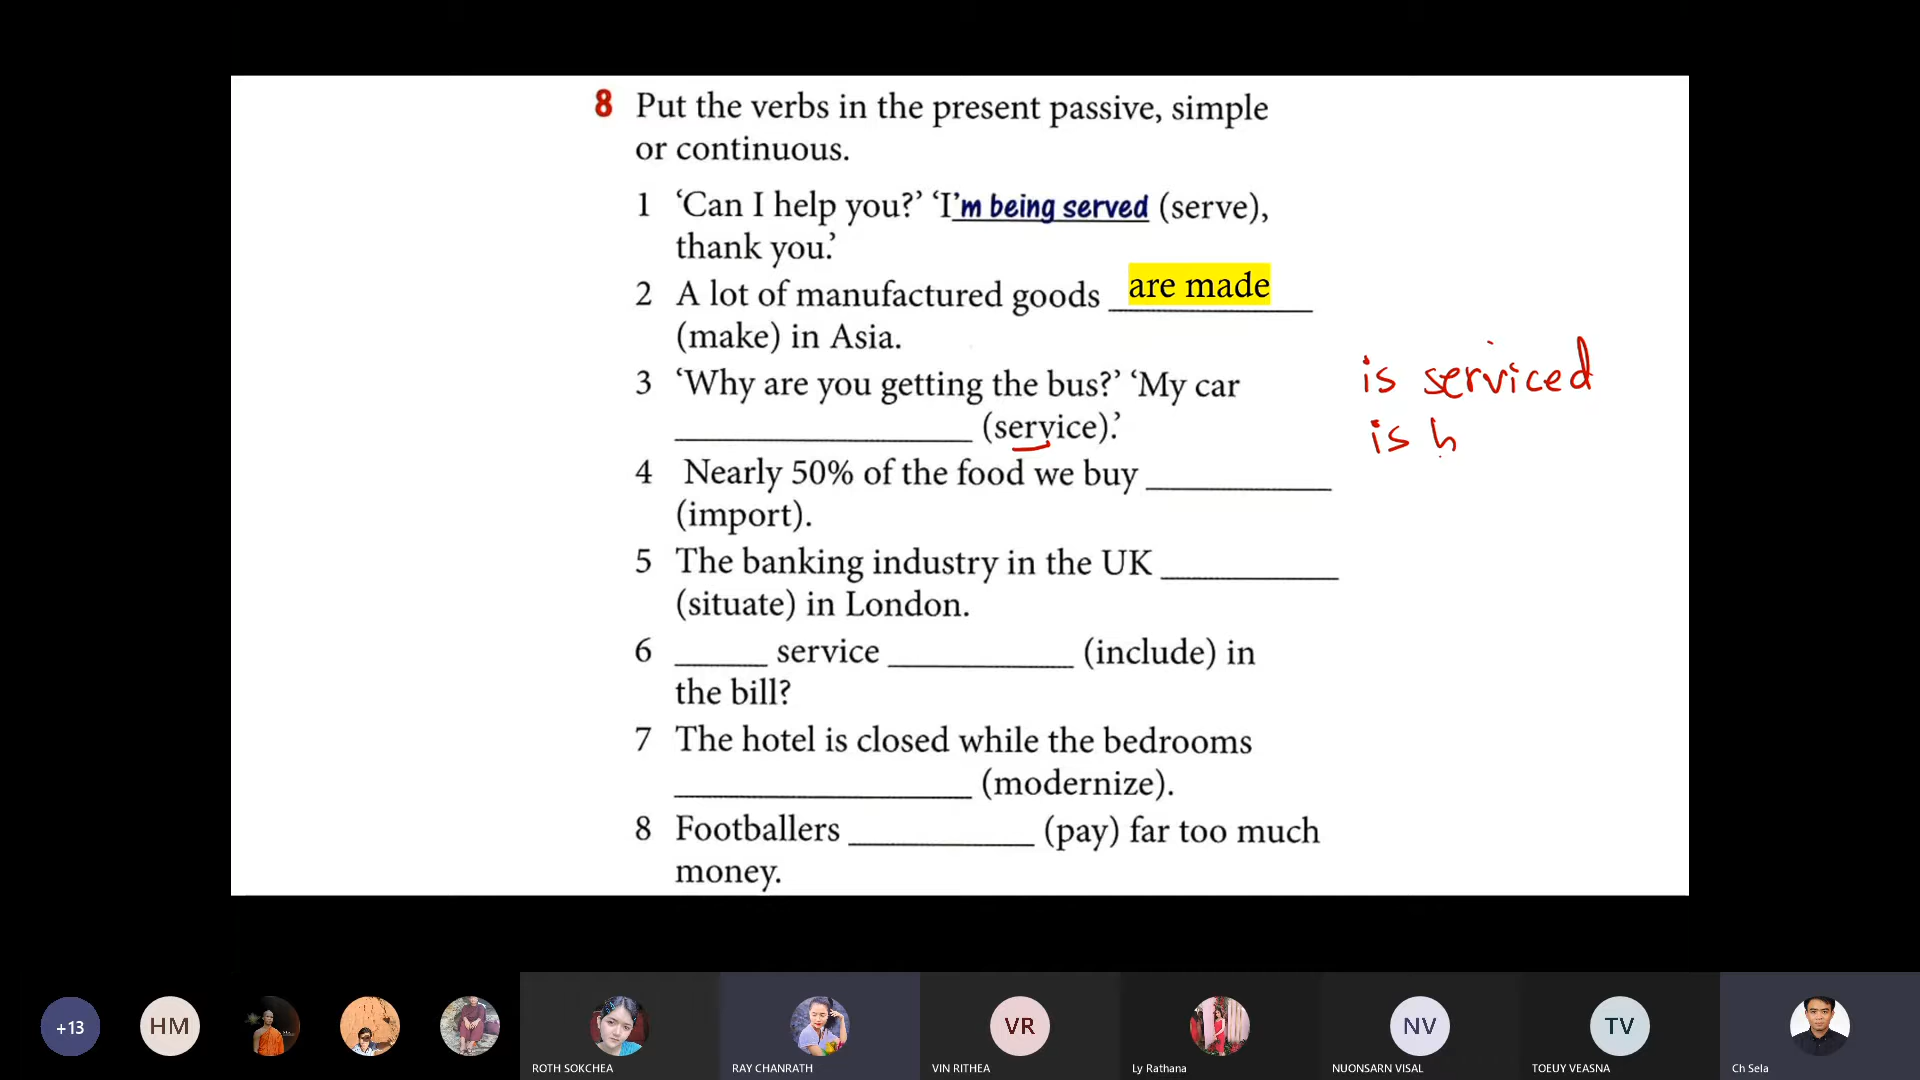 8 Put the verbs in the present passive, simple
or continuous.
1 ‘Can I help you?’ ‘I’m being served (serve),
thank you.’
2 A lot of manufactured goods are made
(make) in Asia.
3 ‘Why are you getting the bus?’ ‘My car
(service).’
is serviced
is b
4 Nearly 50% of the food we buy
(import).
5 The banking industry in the UK
(situate) in London.
6 service (include) in
the bill?
7 The hotel is closed while the bedrooms
(modernize).
8 Footballers (pay) far too much
money.
+13 HM VR NV TV
ROTH SOKCHEA RAY CHANRATH VIN RITHEA Ly Rathana NUONSARN VISAL TOEUY VEASNA Ch Sela